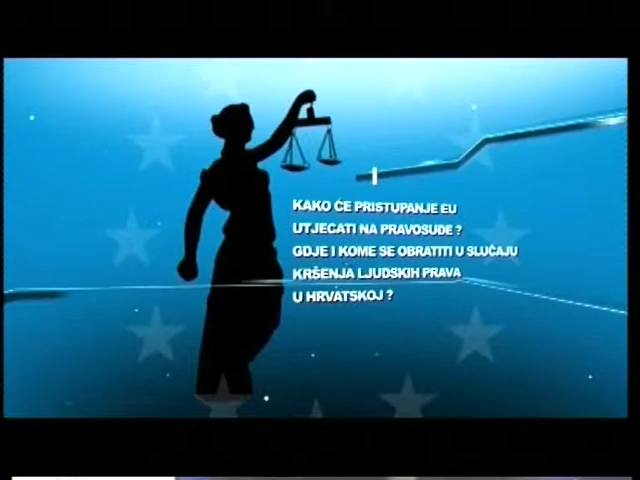 KAKO ĆE PRISTUPANJE EU
UTJECATI NA PRAVOSUĐE ?
GDJE I KOME SE OBRATITI U SLUČAJU
KRŠENJA LJUDSKIH PRAVA
U HRVATSKOJ ?